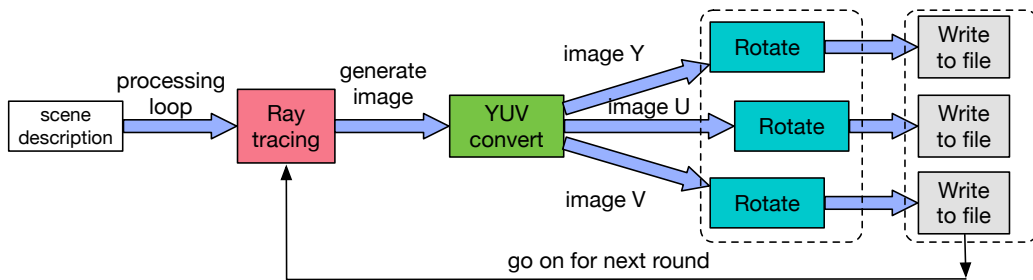 scene
description
processing
loop
Ray
tracing
generate
image
YUV
convert
image Y
image U
image V
Rotate
Rotate
Rotate
Write
to file
Write
to file
Write
to file
go on for next round